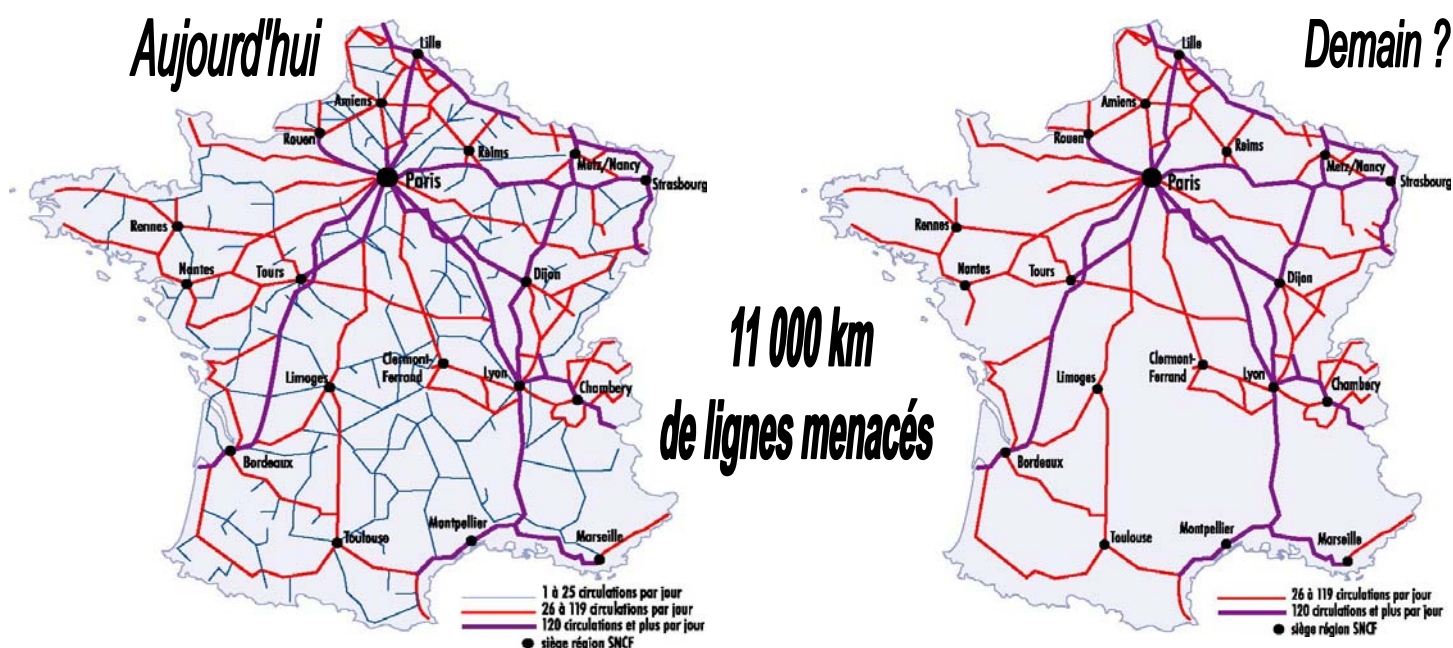 Aujourd'hui
Lille
Amiens
Rouen
Reims
Metz/Nancy
Paris
Strasbourg
Rennes
Nantes
Tours
Dijon
Clermont-
Ferrand
Limoges
Lyon
Chambery
Bordeaux
Montpellier
Toulouse
Marseille
1 à 25 circulations par jour
26 à 119 circulations par jour
120 circulations et plus par jour
siège région SNCF
11 000 km
de lignes menacés
Demain ?
Lille
Amiens
Rouen
Reims
Metz/Nancy
Paris
Strasbourg
Rennes
Nantes
Tours
Dijon
Clermont-
Ferrand
Limoges
Lyon
Chambery
Bordeaux
Montpellier
Toulouse
Marseille
26 à 119 circulations par jour
120 circulations et plus par jour
siège région SNCF